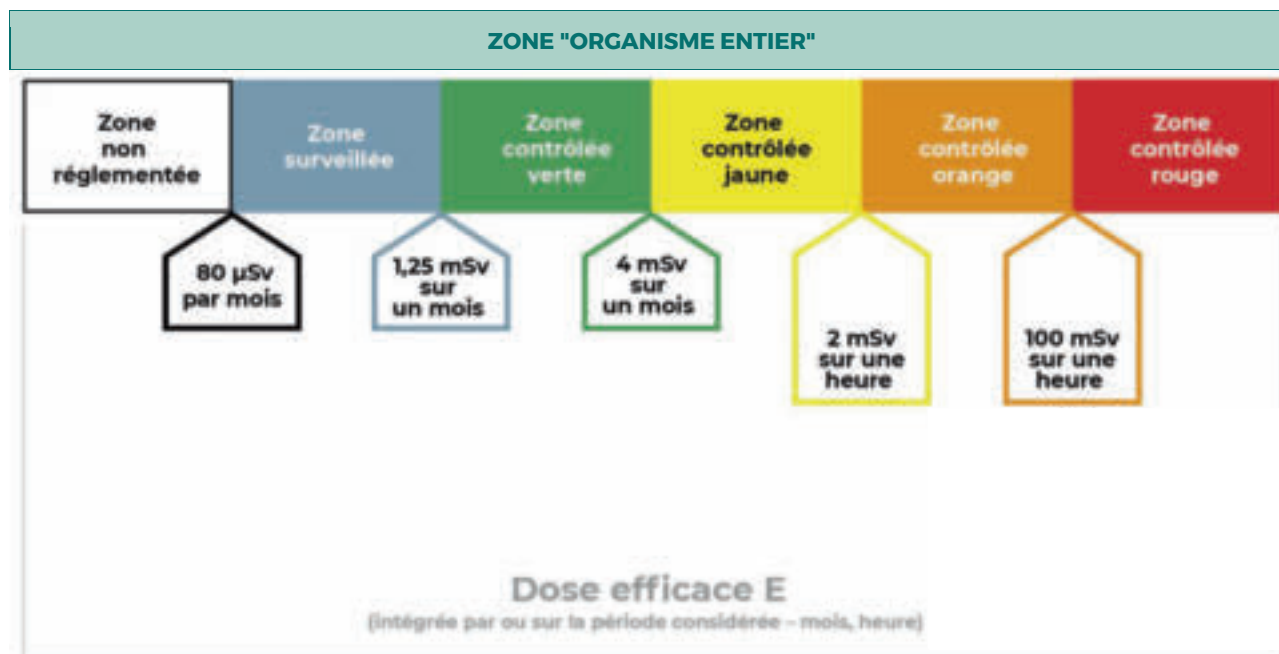 ZONE "ORGANISME ENTIER"
Zone
non
réglementée
Zone
surveillée
Zone
contrôlée
verte
Zone
contrôlée
jaune
Zone
contrôlée
orange
Zone
contrôlée
rouge
80 µSv
par mois
1,25 mSv
sur
un mois
4 mSv
sur
un mois
2 mSv
sur une
heure
100 mSv
sur une
heure
Dose efficace E
(intégrée par ou sur la période considérée – mois, heure)